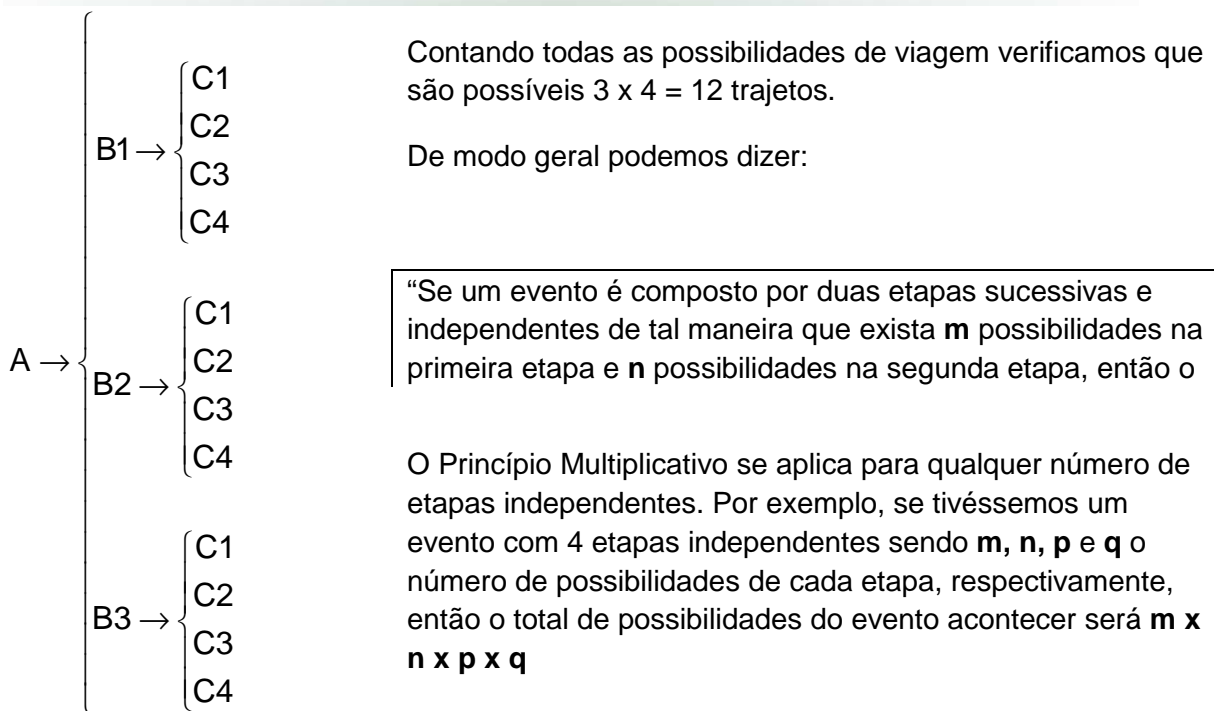 Contando todas as possibilidades de viagem verificamos que
são possíveis 3 x 4 = 12 trajetos.
De modo geral podemos dizer:
A →
B1 →
C1
C2
C3
C4
B2 →
C1
C2
C3
C4
B3 →
C1
C2
C3
C4
“Se um evento é composto por duas etapas sucessivas e
independentes de tal maneira que exista m possibilidades na
primeira etapa e n possibilidades na segunda etapa, então o
O Princípio Multiplicativo se aplica para qualquer número de
etapas independentes. Por exemplo, se tivéssemos um
evento com 4 etapas independentes sendo m, n, p e q o
número de possibilidades de cada etapa, respectivamente,
então o total de possibilidades do evento acontecer será m x
n x p x q